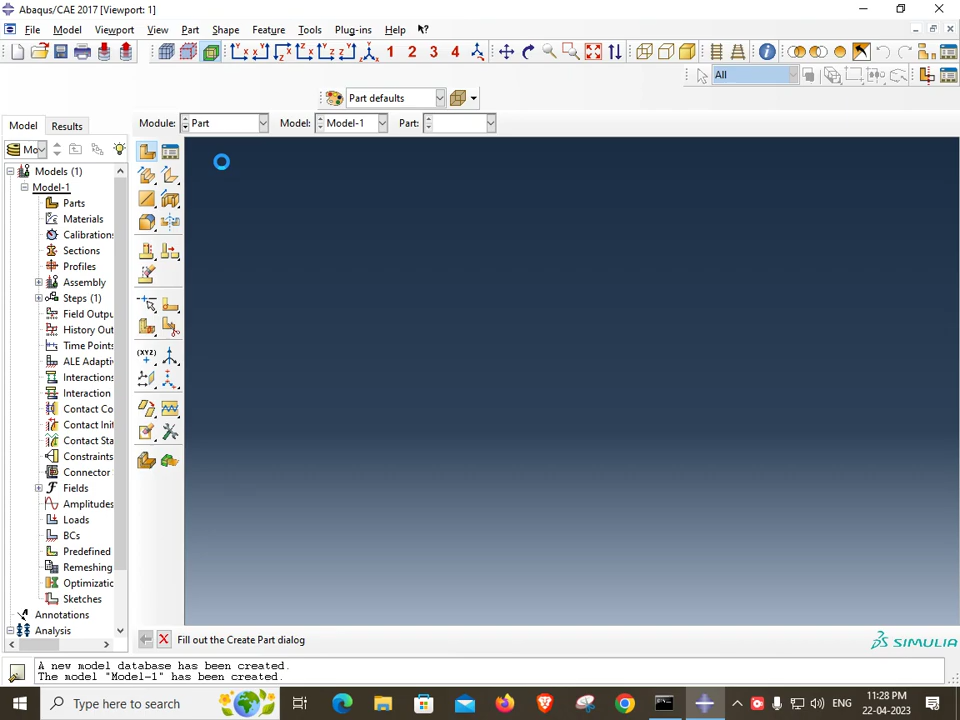 Abaqus/CAE 2017 [Viewport: 1]
File Model Viewport View Part Shape Feature Tools Plug-ins Help
1 2 3 4
All
Part defaults
Model Results
Module: Part Model: Model-1 Part:
Mo
Models (1)
Model-1
Parts
Materials
Calibrations
Sections
Profiles
Assembly
Steps (1)
Field Outpu
History Out
Time Points
ALE Adaptiv
Interactions
Interaction
Contact Co
Contact Init
Contact Sta
Constraints
Connector
Fields
Amplitudes
Loads
BCs
Predefined
Remeshing
Optimizatic
Sketches
Annotations
Analysis
(XYZ)
Fill out the Create Part dialog
SIMULIA
A new model database has been created.
The model "Model-1" has been created.
Type here to search
ENG
11:28 PM
22-04-2023